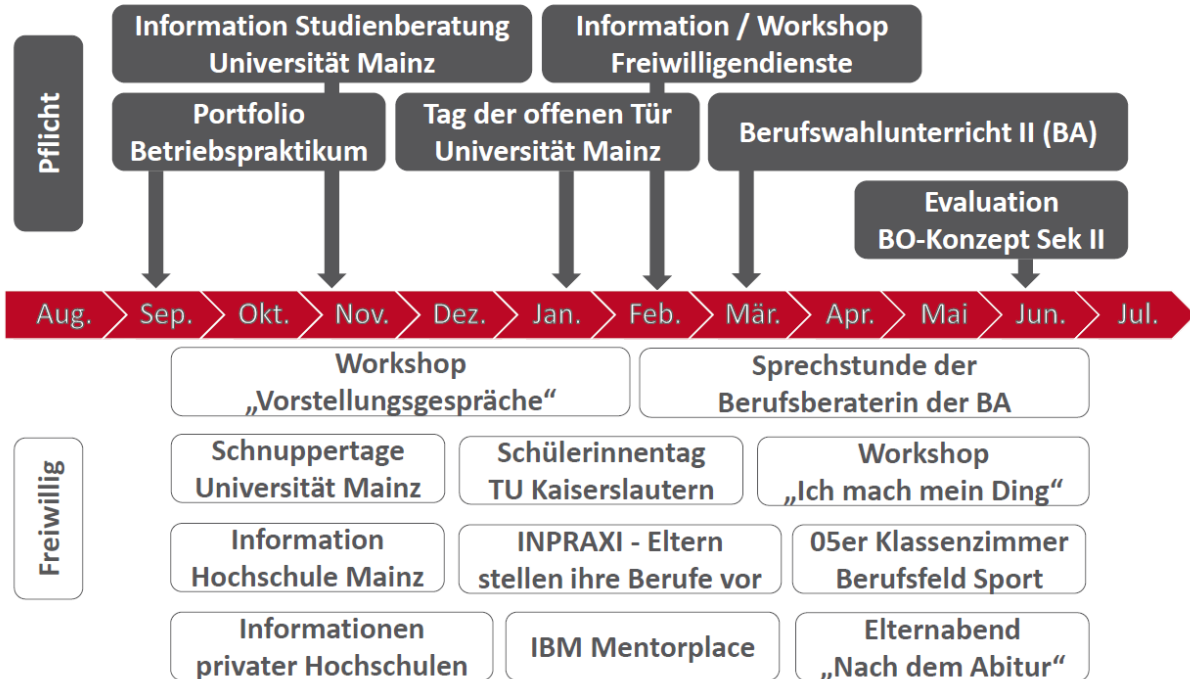 Pflicht
Information Studienberatung
Universität Mainz
Information / Workshop
Freiwilligendienste
Portfolio
Betriebspraktikum
Tag der offenen Tür
Universität Mainz
Berufswahlunterricht II (BA)
Evaluation
BO-Konzept Sek II
Aug. Sep. Okt. Nov. Dez. Jan. Feb. Mär. Apr. Mai Jun. Jul.
Freiwillig
Workshop
„Vorstellungsgespräche“
Sprechstunde der
Berufsberaterin der BA
Schnuppertage
Universität Mainz
Schülerinnentag
TU Kaiserslautern
Workshop
„Ich mach mein Ding“
Information
Hochschule Mainz
INPRAXI - Eltern
stellen ihre Berufe vor
05er Klassenzimmer
Berufsfeld Sport
Informationen
privater Hochschulen
IBM Mentorplace
Elternabend
„Nach dem Abitur“